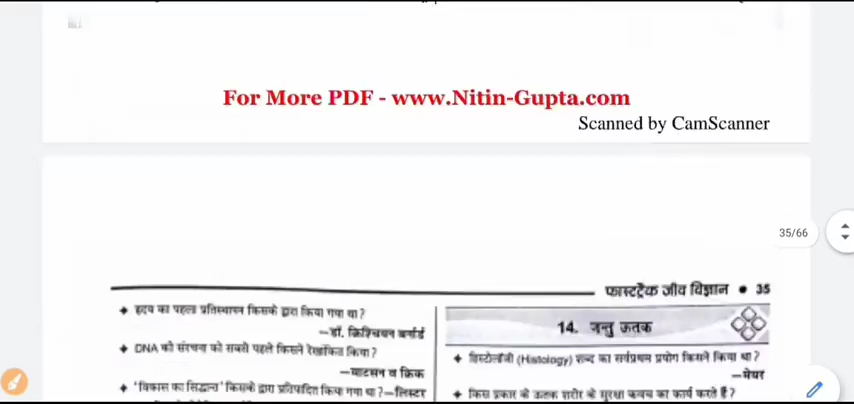 For More PDF - www.Nitin-Gupta.com
Scanned by CamScanner
35/66
फास्टट्रैक जीव विज्ञान ● 35
हृदय का पहला प्रतिस्थापन किसके द्वारा किया गया था?
—डॉ. क्रिश्चियन बर्नार्ड
DNA की संरचना को सबसे पहले किसने रेखांकित किया?
—वाटसन व क्रिक
'विकास का सिद्धान्त' किसके द्वारा प्रतिपादित किया गया था?—लिस्टर
14. जन्तु ऊतक
हिस्टोलॉजी (Histology) शब्द का सर्वप्रथम प्रयोग किसने किया था?
—मेयर
किस प्रकार के ऊतक शरीर के सुरक्षा कवच का कार्य करते हैं?